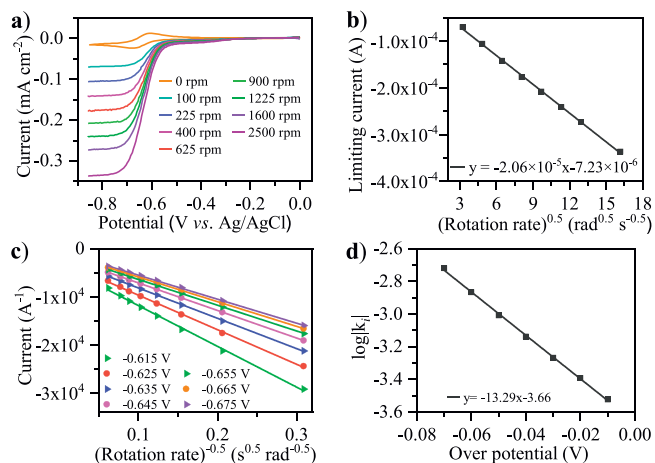 a)
0.0
-0.1
-0.2
-0.3
Current (mA cm⁻²)
0 rpm
100 rpm
225 rpm
400 rpm
625 rpm
900 rpm
1225 rpm
1600 rpm
2500 rpm
-0.8 -0.6 -0.4 -0.2 0.0
Potential (V vs. Ag/AgCl)
b)
-1.0x10⁻⁴
-2.0x10⁻⁴
-3.0x10⁻⁴
-4.0x10⁻⁴
Limiting current (A)
y = -2.06×10⁻⁵x-7.23×10⁻⁶
3 6 9 12 15 18
(Rotation rate)⁰·⁵ (rad⁰·⁵ s⁻⁰·⁵)
c)
0
-1x10⁴
-2x10⁴
-3x10⁴
Current (A⁻¹)
-0.615 V
-0.625 V
-0.635 V
-0.645 V
-0.655 V
-0.665 V
-0.675 V
0.1 0.2 0.3
(Rotation rate)⁻⁰·⁵ (s⁰·⁵ rad⁻⁰·⁵)
d)
-2.6
-2.8
-3.0
-3.2
-3.4
-3.6
log|kᵢ|
y= -13.29x-3.66
-0.08 -0.06 -0.04 -0.02 0.00
Over potential (V)